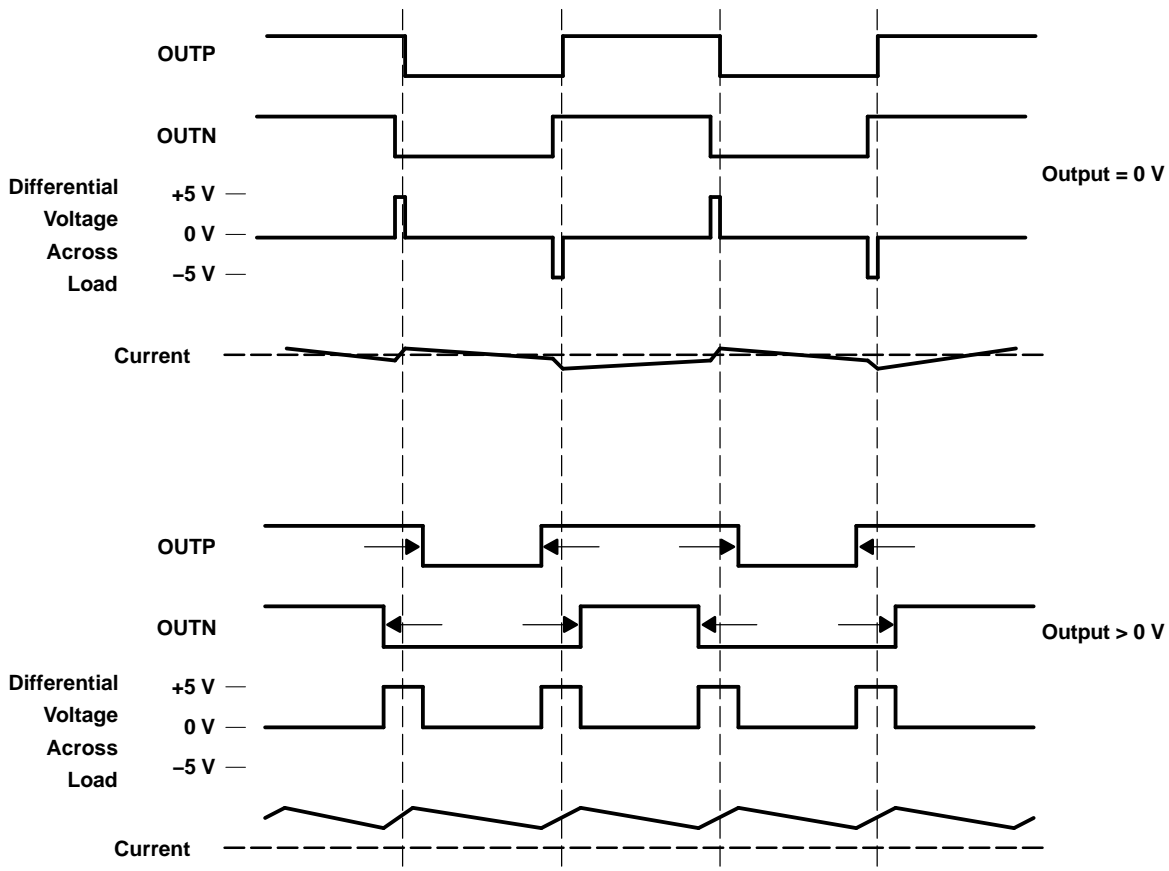 OUTP
OUTN
Output = 0 V
Differential
Voltage
Across
Load
+5 V
0 V
−5 V
Current
OUTP
OUTN
Output > 0 V
Differential
Voltage
Across
Load
+5 V
0 V
−5 V
Current